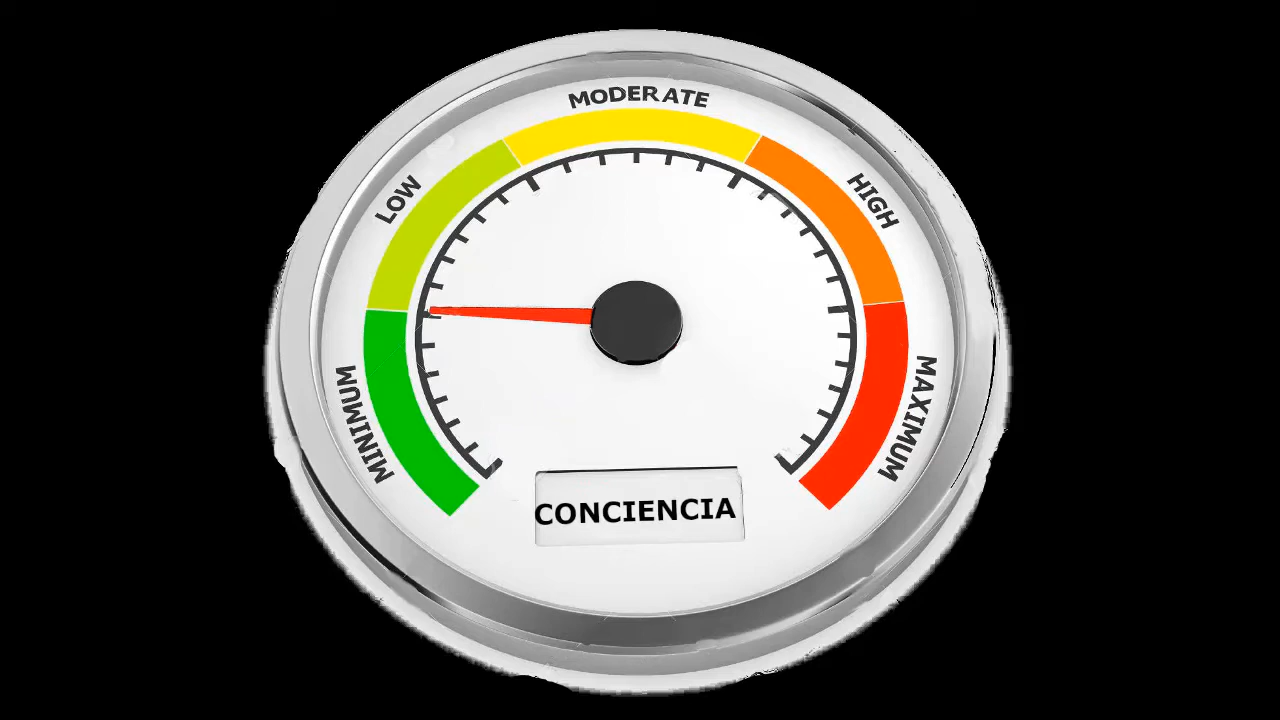 MODERATE
LOW
HIGH
MINIMUM
MAXIMUM
CONCIENCIA